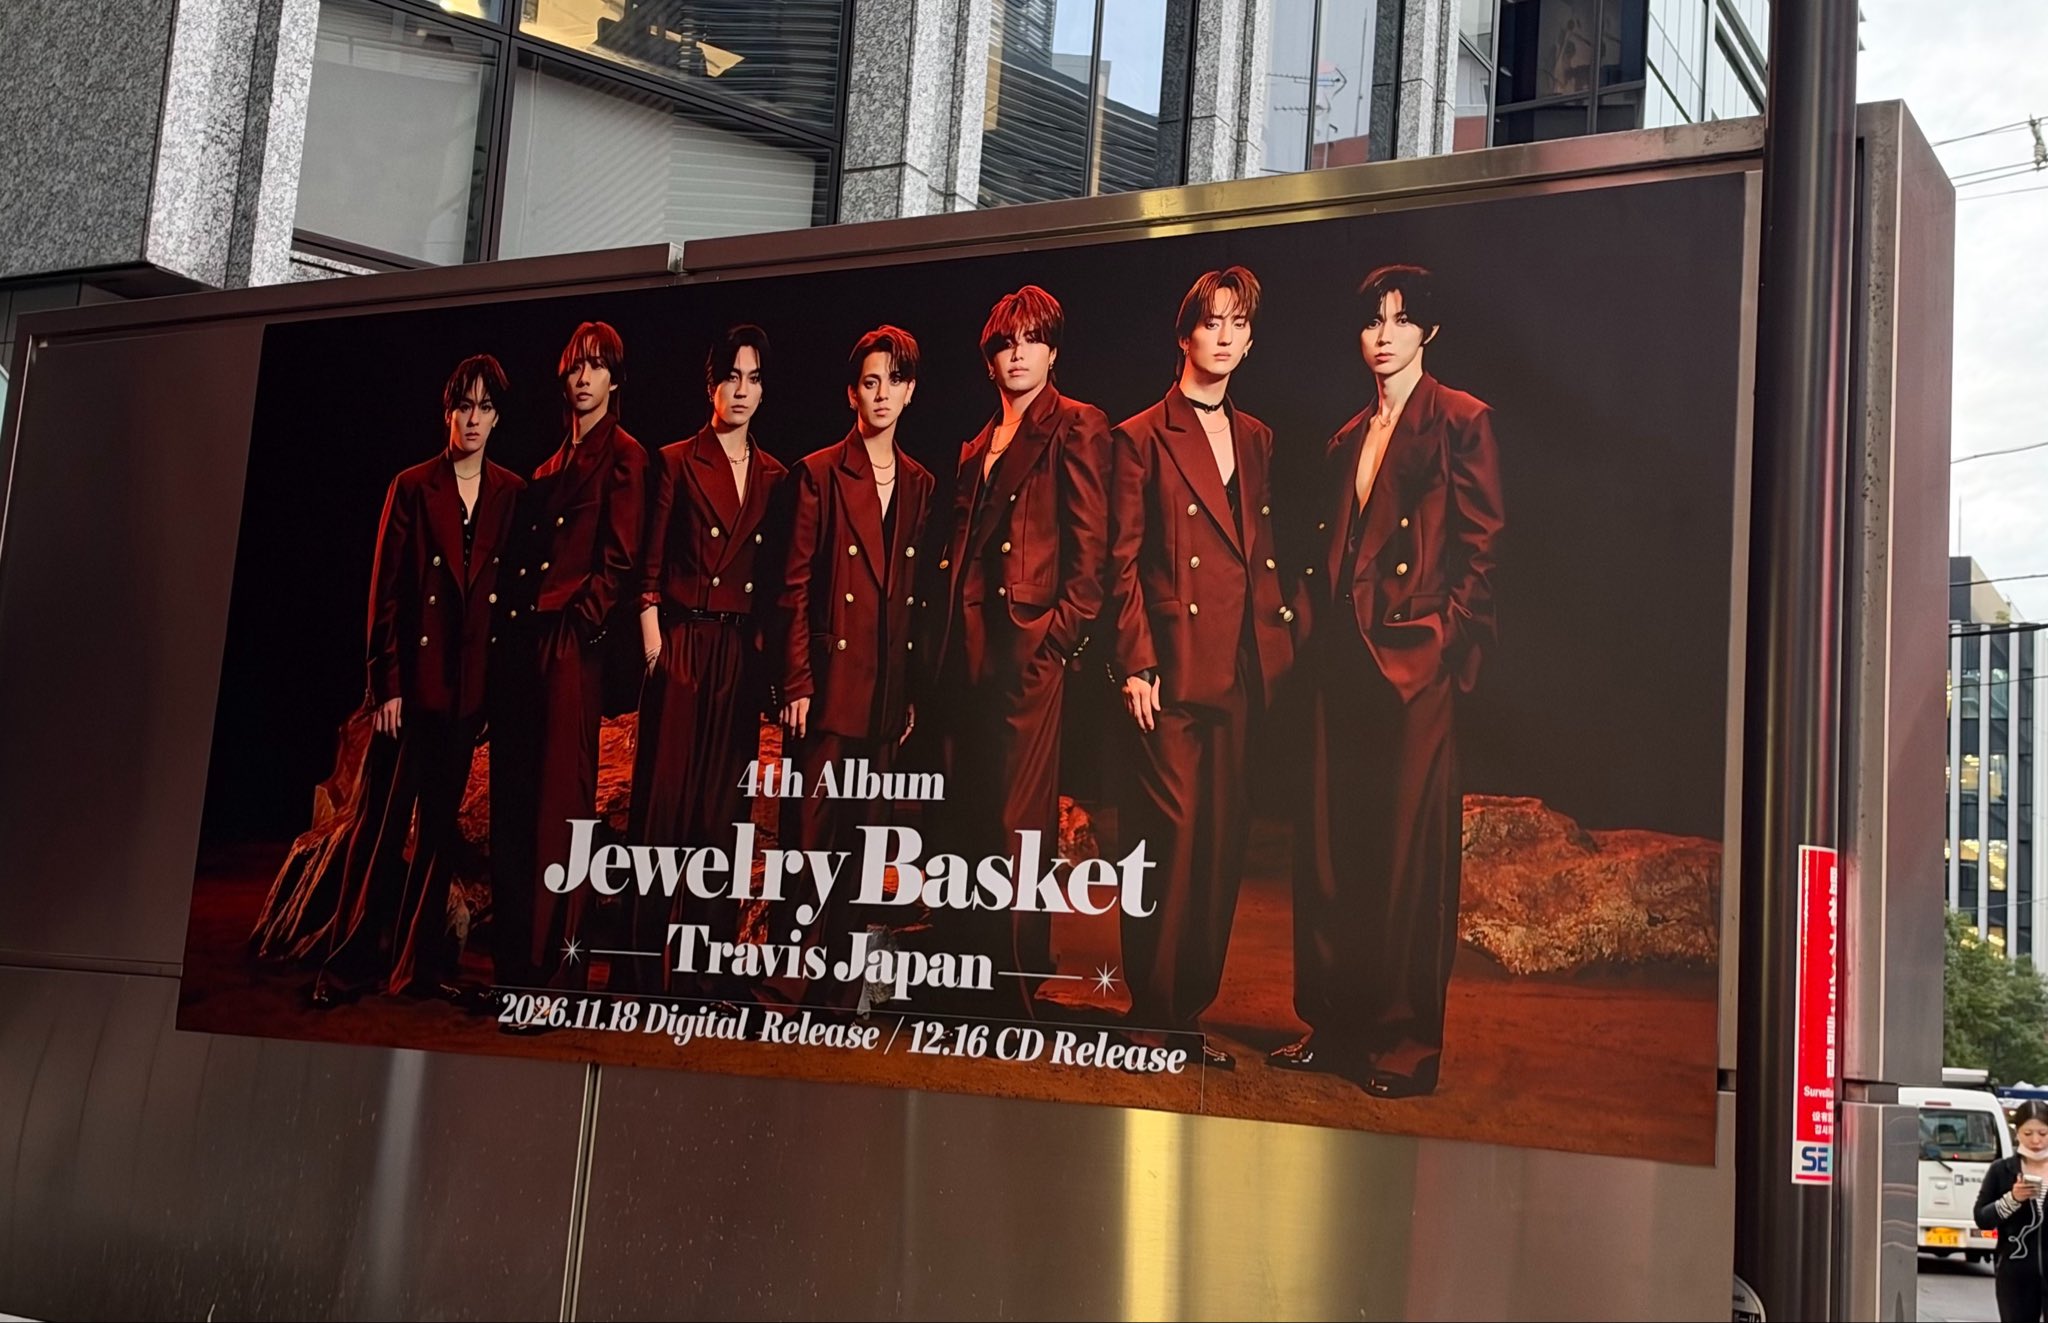 4th Album
Jewelry Basket
Travis Japan
2026.11.18 Digital Release / 12.16 CD Release